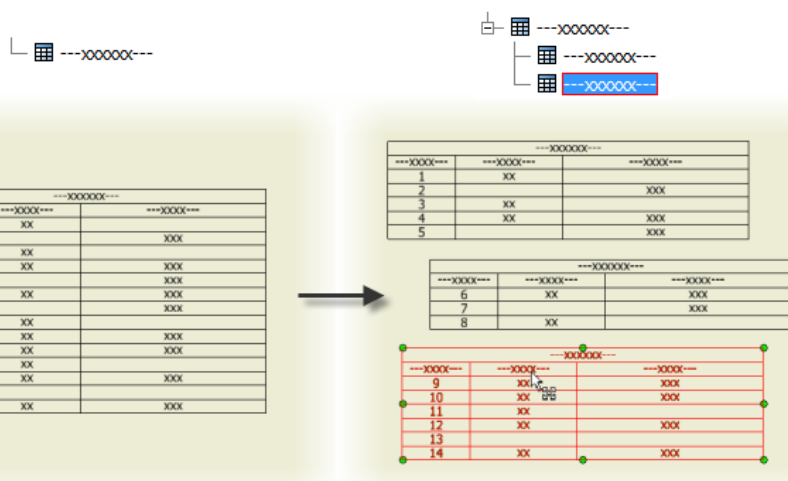 ---XXXXXX---
---XXXXXX---
---XXXXXX---
---XXXXXX---
---XXXXXX---
---XXXX--- ---XXXX---
XX
XXX
XX
XX XXX
XXX
XX XXX
XXX
XX
XX XXX
XX XXX
XX
XX XXX
XX XXX
---XXXXXX---
---XXXX--- ---XXXX--- ---XXXX---
1 XX
2 XXX
3 XX
4 XX XXX
5 XXX
---XXXXXX---
---XXXX--- ---XXXX--- ---XXXX---
6 XX XXX
7 XXX
8 XX
---XXXXXX---
---XXXX--- ---XXXX--- ---XXXX---
9 XX XXX
10 XX XXX
11 XX
12 XX XXX
13
14 XX XXX